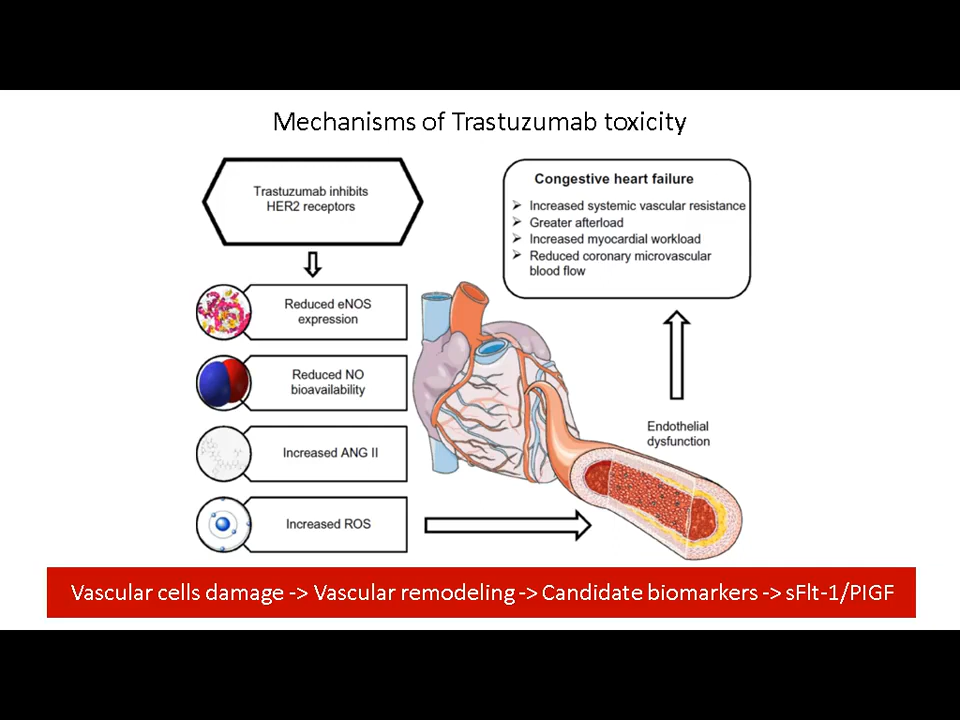 Mechanisms of Trastuzumab toxicity
Trastuzumab inhibits
HER2 receptors
Reduced eNOS
expression
Reduced NO
bioavailability
Increased ANG II
Increased ROS
Congestive heart failure
➢ Increased systemic vascular resistance
➢ Greater afterload
➢ Increased myocardial workload
➢ Reduced coronary microvascular
blood flow
Endothelial
dysfunction
Vascular cells damage -> Vascular remodeling -> Candidate biomarkers -> sFlt-1/PIGF